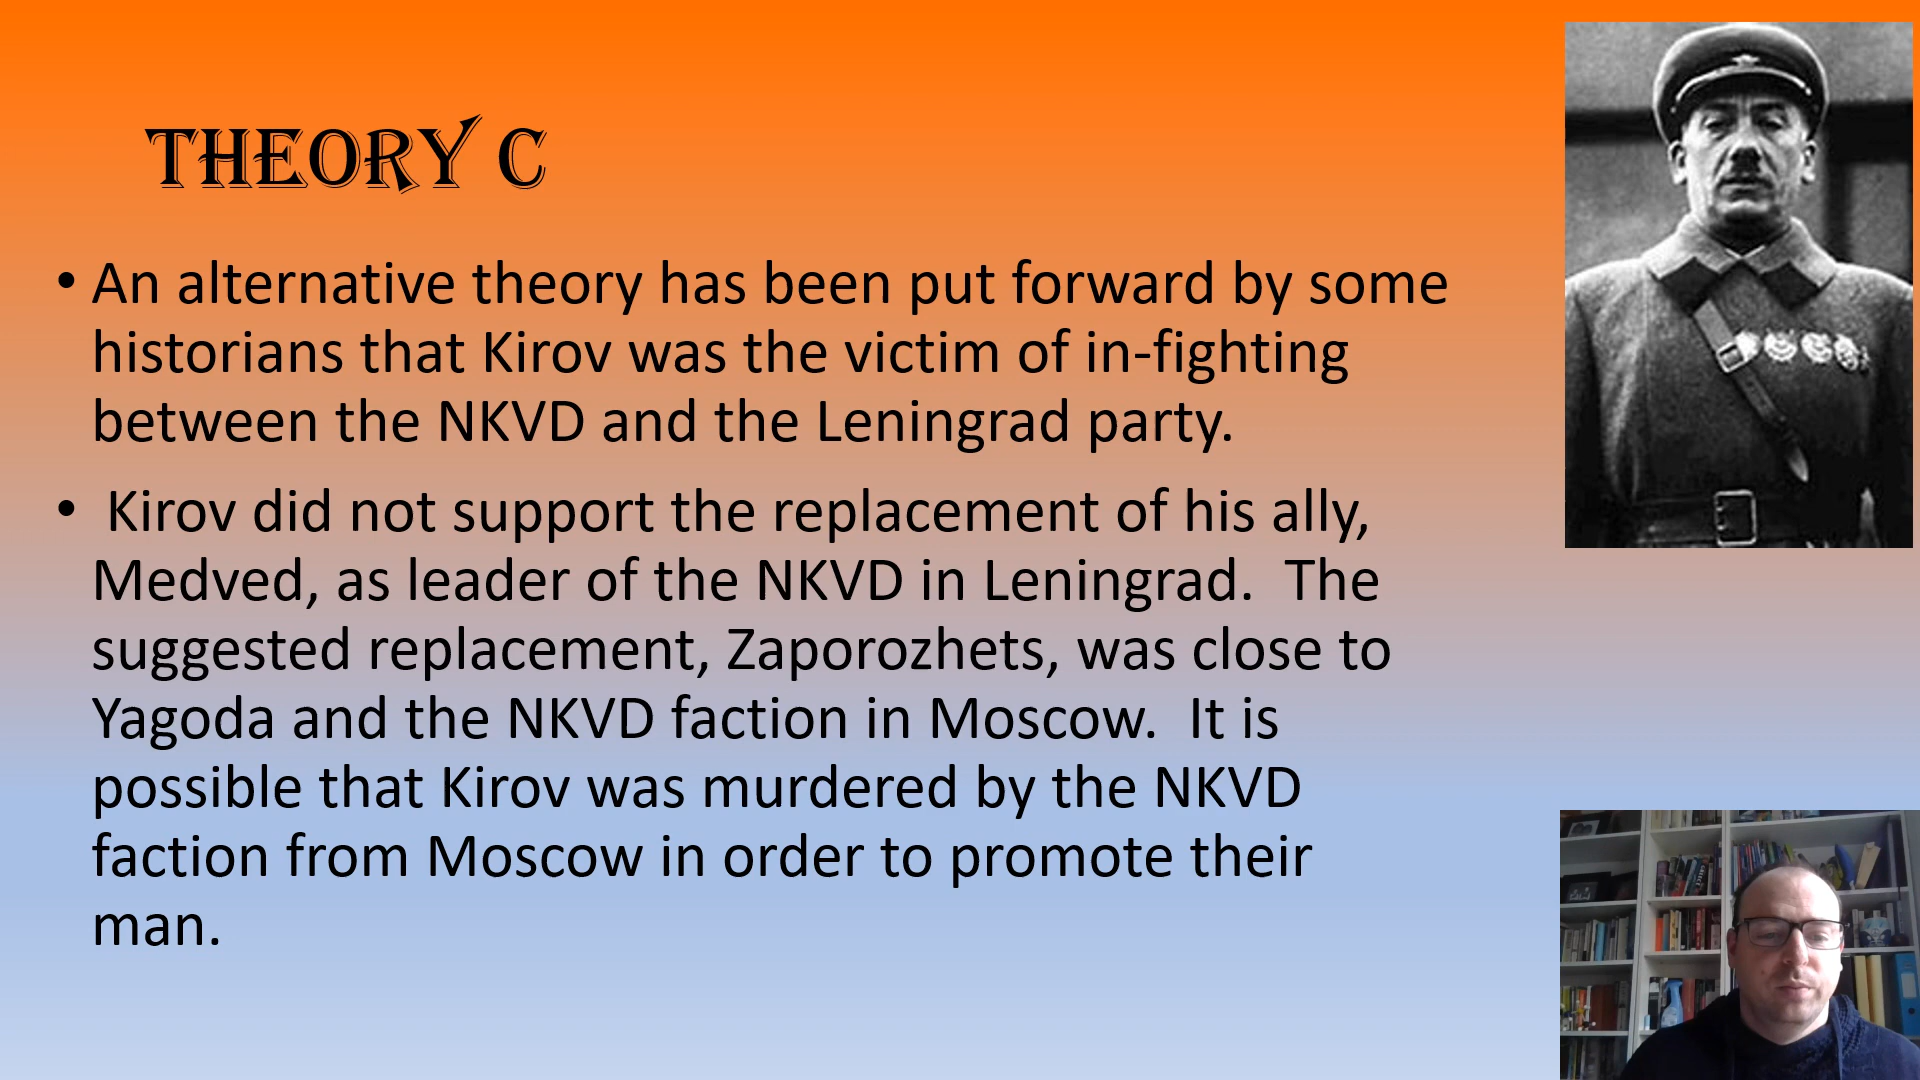 THEORY C
• An alternative theory has been put forward by some
historians that Kirov was the victim of in-fighting
between the NKVD and the Leningrad party.
• Kirov did not support the replacement of his ally,
Medved, as leader of the NKVD in Leningrad.  The
suggested replacement, Zaporozhets, was close to
Yagoda and the NKVD faction in Moscow.  It is
possible that Kirov was murdered by the NKVD
faction from Moscow in order to promote their
man.